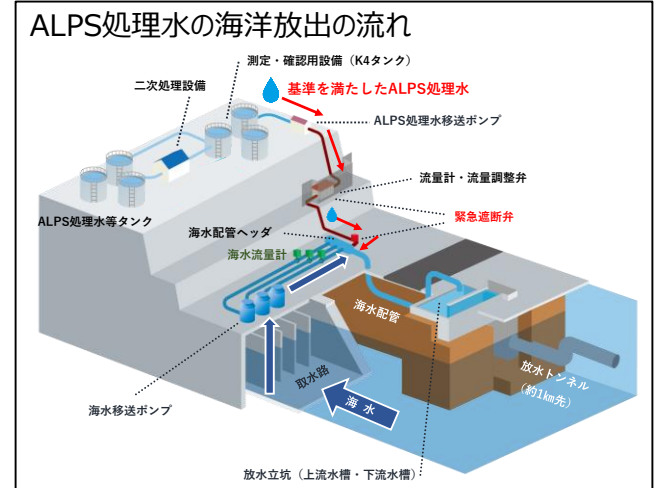 ALPS処理水の海洋放出の流れ
測定・確認用設備（K4タンク）
二次処理設備
基準を満たしたALPS処理水
ALPS処理水移送ポンプ
流量計・流量調整弁
ALPS処理水等タンク
緊急遮断弁
海水配管ヘッダ
海水流量計
海水配管
放水トンネル
（約1㎞先）
取水路
海水移送ポンプ
海 水
放水立坑（上流水槽・下流水槽）